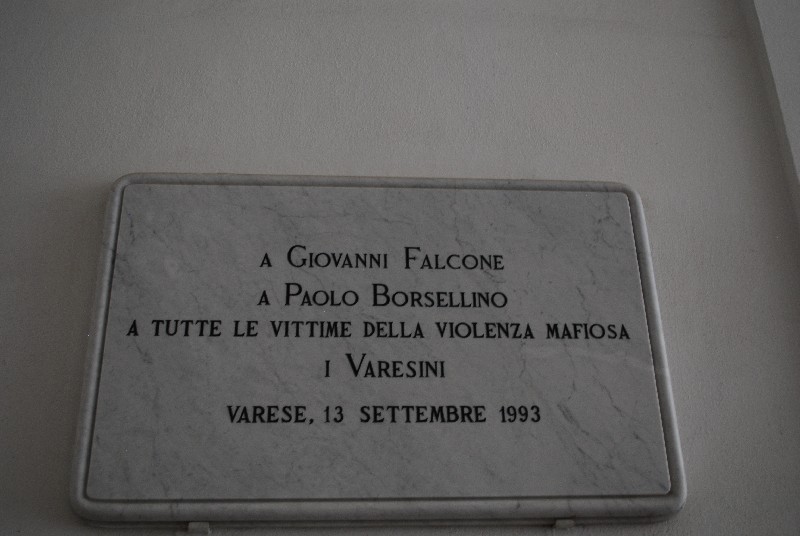 A GIOVANNI FALCONE
A PAOLO BORSELLINO
A TUTTE LE VITTIME DELLA VIOLENZA MAFIOSA
I VARESINI
VARESE, 13 SETTEMBRE 1993